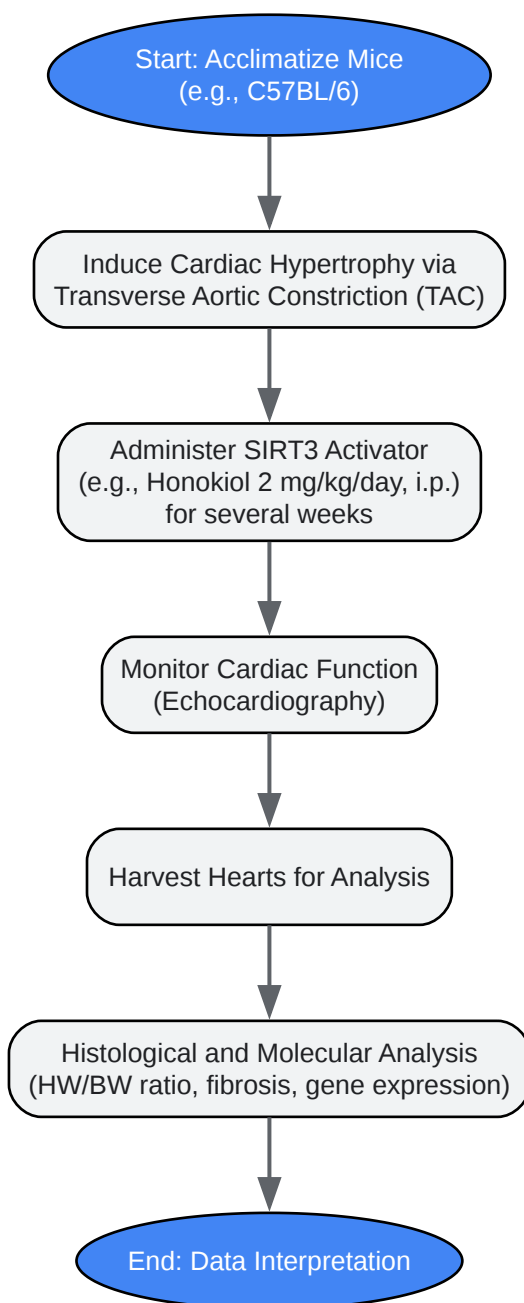 Start: Acclimatize Mice
(e.g., C57BL/6)
Induce Cardiac Hypertrophy via
Transverse Aortic Constriction (TAC)
Administer SIRT3 Activator
(e.g., Honokiol 2 mg/kg/day, i.p.)
for several weeks
Monitor Cardiac Function
(Echocardiography)
Harvest Hearts for Analysis
Histological and Molecular Analysis
(HW/BW ratio, fibrosis, gene expression)
End: Data Interpretation